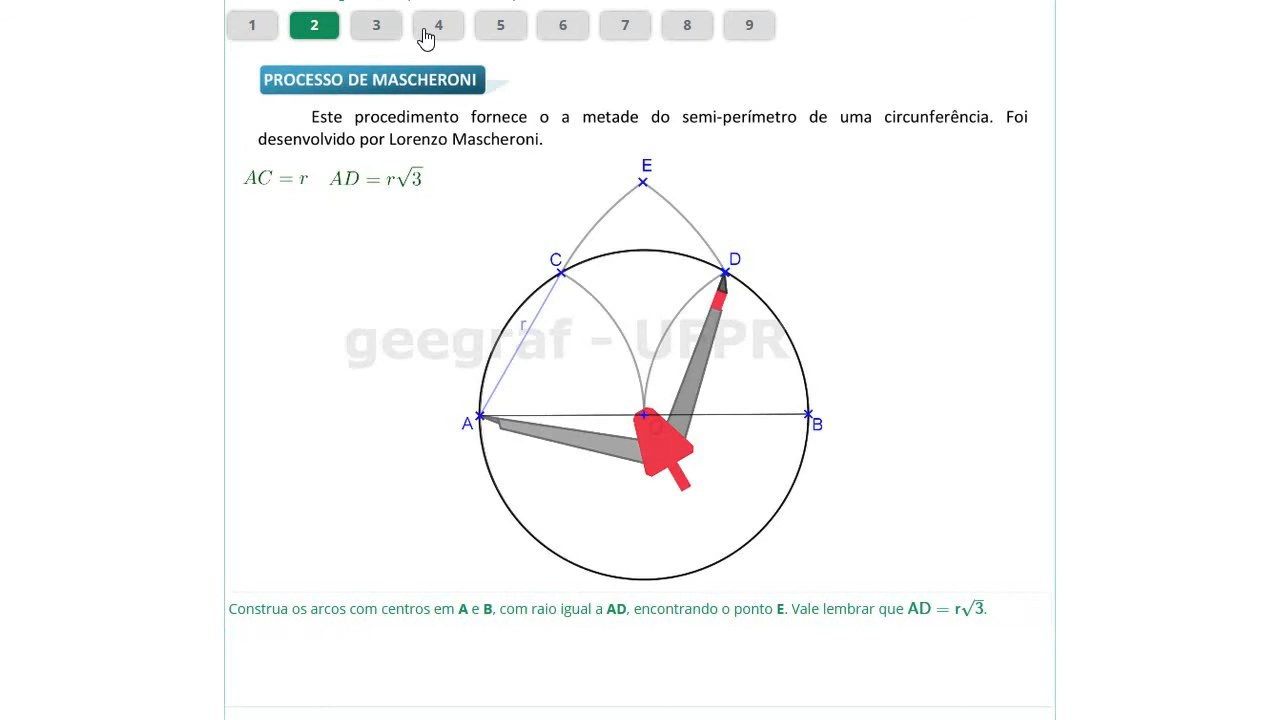 1 2 3 4 5 6 7 8 9
PROCESSO DE MASCHERONI
Este procedimento fornece o a metade do semi-perímetro de uma circunferência. Foi
desenvolvido por Lorenzo Mascheroni.
E
AC = r AD = r√3
C D
r
geegraf - UFPR
A O B
Construa os arcos com centros em A e B, com raio igual a AD, encontrando o ponto E. Vale lembrar que AD = r√3.